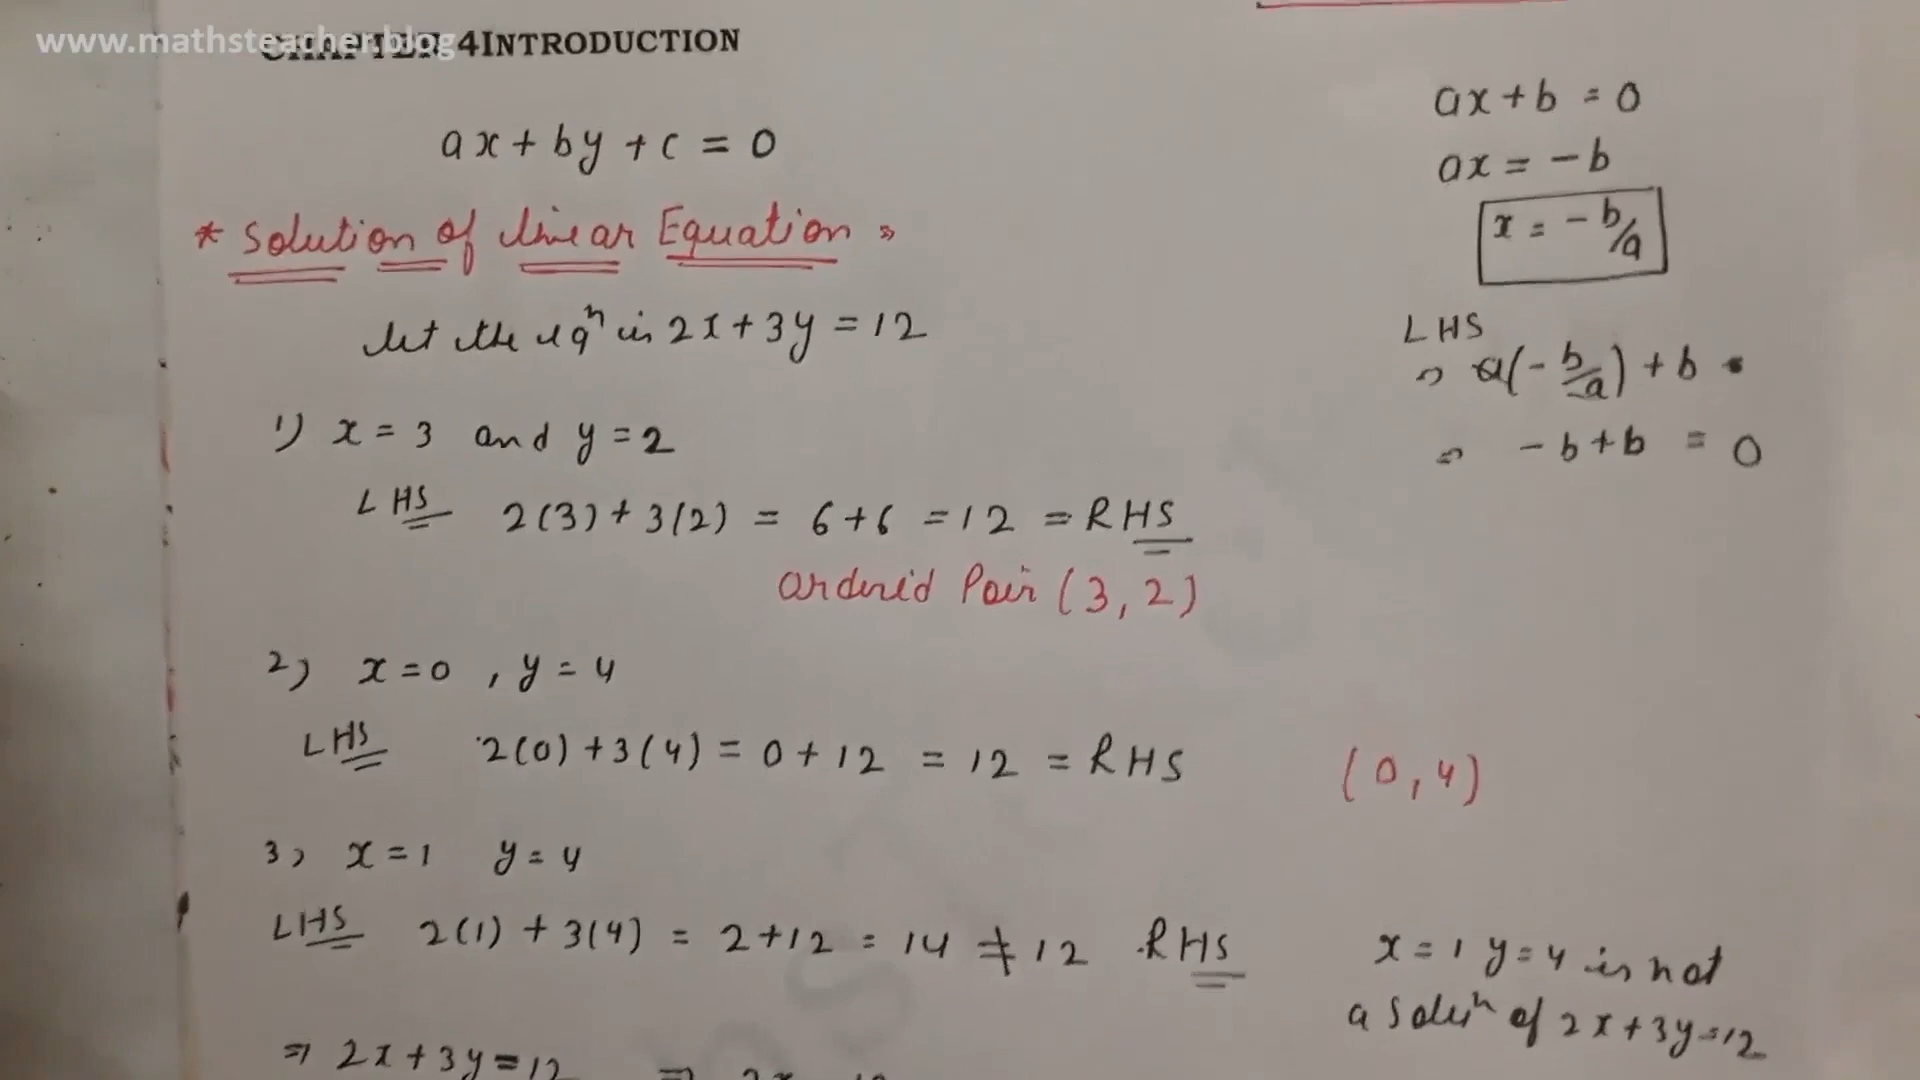 www.mathsteacher.blog
CHAPTER 4 INTRODUCTION
ax + by + c = 0
* Solution of linear Equation »
let the eqⁿ is 2x + 3y = 12
1) x = 3 and y = 2
LHS 2(3) + 3(2) = 6 + 6 = 12 = RHS
Ordered Pair (3, 2)
2) x = 0 , y = 4
LHS 2(0) + 3(4) = 0 + 12 = 12 = RHS (0, 4)
3) x = 1 y = 4
LHS 2(1) + 3(4) = 2 + 12 = 14 ≠ 12 RHS
⇒ 2x + 3y = 12 ⇒
ax + b = 0
ax = -b
x = -b/a
LHS
⇒ a(-b/a) + b
⇒ -b + b = 0
x = 1 y = 4 is not
a soluⁿ of 2x + 3y = 12